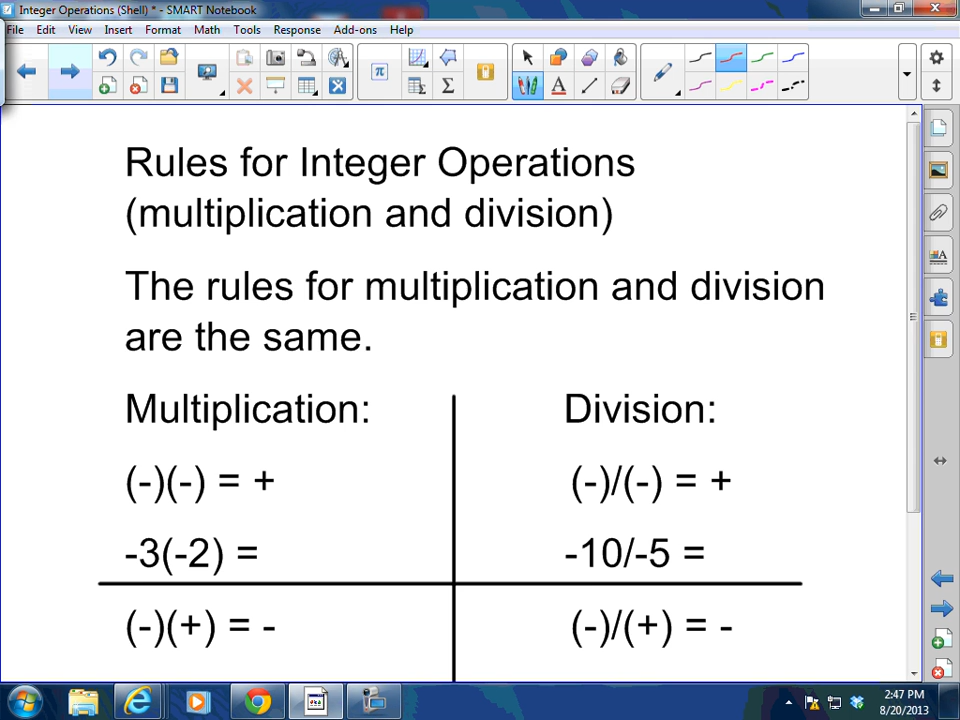 Integer Operations (Shell) * - SMART Notebook
File Edit View Insert Format Math Tools Response Add-ons Help
Rules for Integer Operations
(multiplication and division)
The rules for multiplication and division
are the same.
Multiplication:
Division:
(-)(-) = +
(-)/(-) = +
-3(-2) =
-10/-5 =
(-)(+) = -
(-)/(+) = -
2:47 PM
8/20/2013